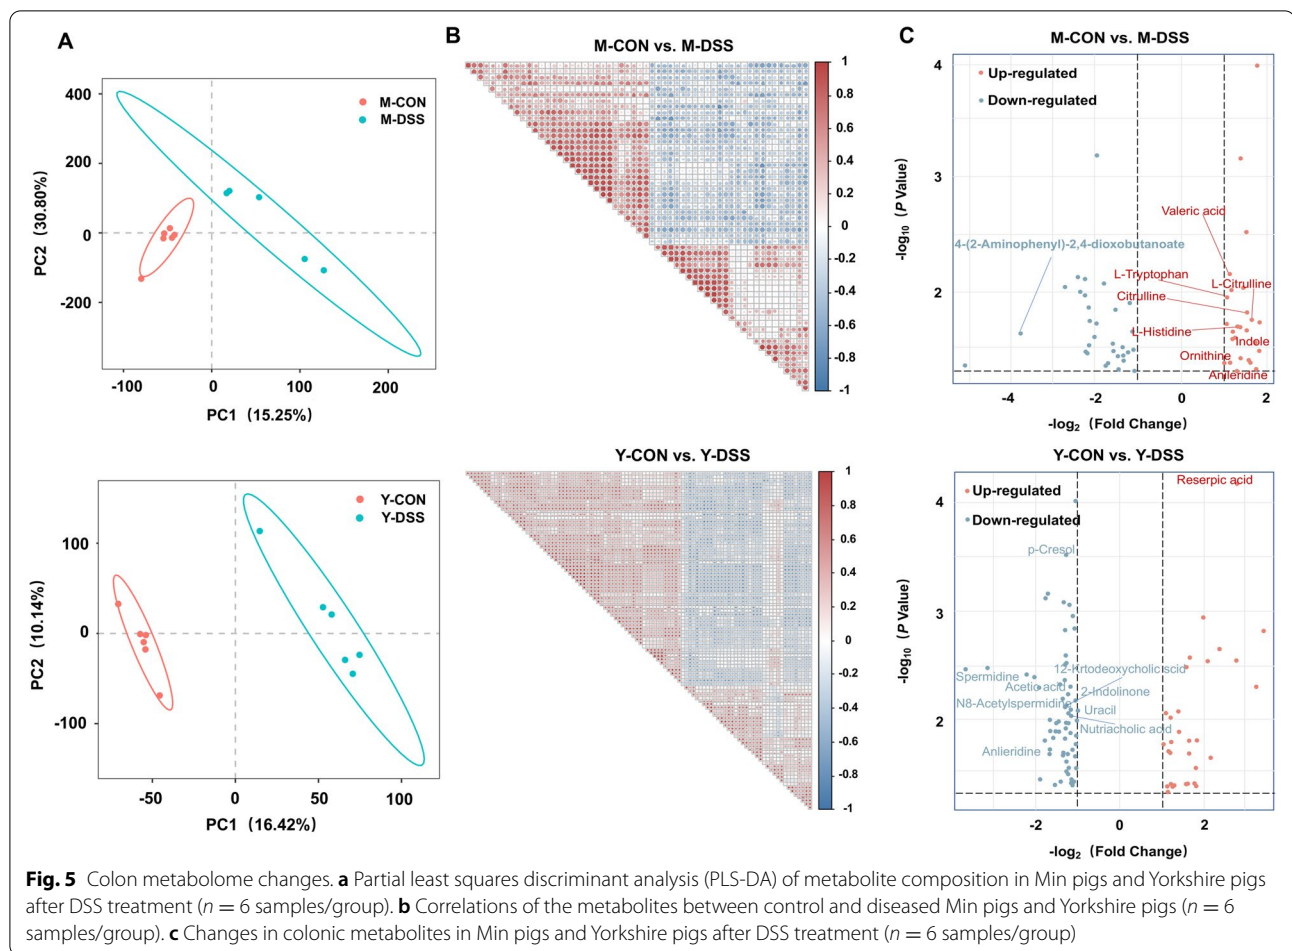 A
M-CON
M-DSS
400
200
0
-200
PC2 (30.80%)
-100
0
100
200
PC1 (15.25%)
B
M-CON vs. M-DSS
1
0.8
0.6
0.4
0.2
0
-0.2
-0.4
-0.6
-0.8
-1
C
M-CON vs. M-DSS
Up-regulated
Down-regulated
4
3
2
-log10 (P Value)
Valeric acid
4-(2-Aminophenyl)-2,4-dioxobutanoate
L-Tryptophan
L-Citrulline
Citrulline
L-Histidine
Indole
Ornithine
Anileridine
-4
-2
0
2
-log2 (Fold Change)
Y-CON
Y-DSS
100
0
-100
PC2 (10.14%)
-50
0
50
100
PC1 (16.42%)
Y-CON vs. Y-DSS
1
0.8
0.6
0.4
0.2
0
-0.2
-0.4
-0.6
-0.8
-1
Y-CON vs. Y-DSS
Reserpic acid
Up-regulated
Down-regulated
4
3
2
-log10 (P Value)
p-Cresol
12-Krtodeoxycholic acid
Spermidine
Acetic acid
2-Indolinone
N8-Acetylspermidine
Uracil
Nutriacholic acid
Anlieridine
-2
0
2
-log2 (Fold Change)
Fig. 5 Colon metabolome changes. a Partial least squares discriminant analysis (PLS-DA) of metabolite composition in Min pigs and Yorkshire pigs
after DSS treatment (n = 6 samples/group). b Correlations of the metabolites between control and diseased Min pigs and Yorkshire pigs (n = 6
samples/group). c Changes in colonic metabolites in Min pigs and Yorkshire pigs after DSS treatment (n = 6 samples/group)